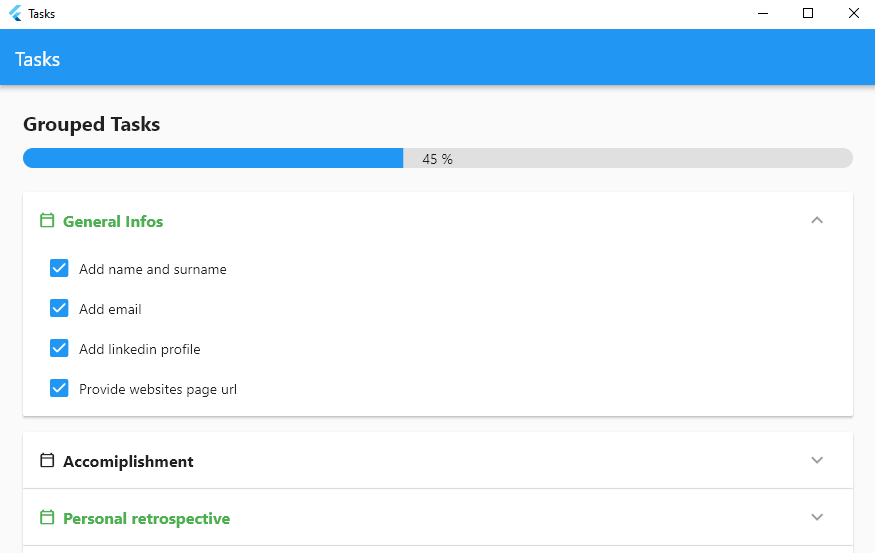 Tasks
Tasks
Grouped Tasks
45 %
General Infos
Add name and surname
Add email
Add linkedin profile
Provide websites page url
Accomiplishment
Personal retrospective